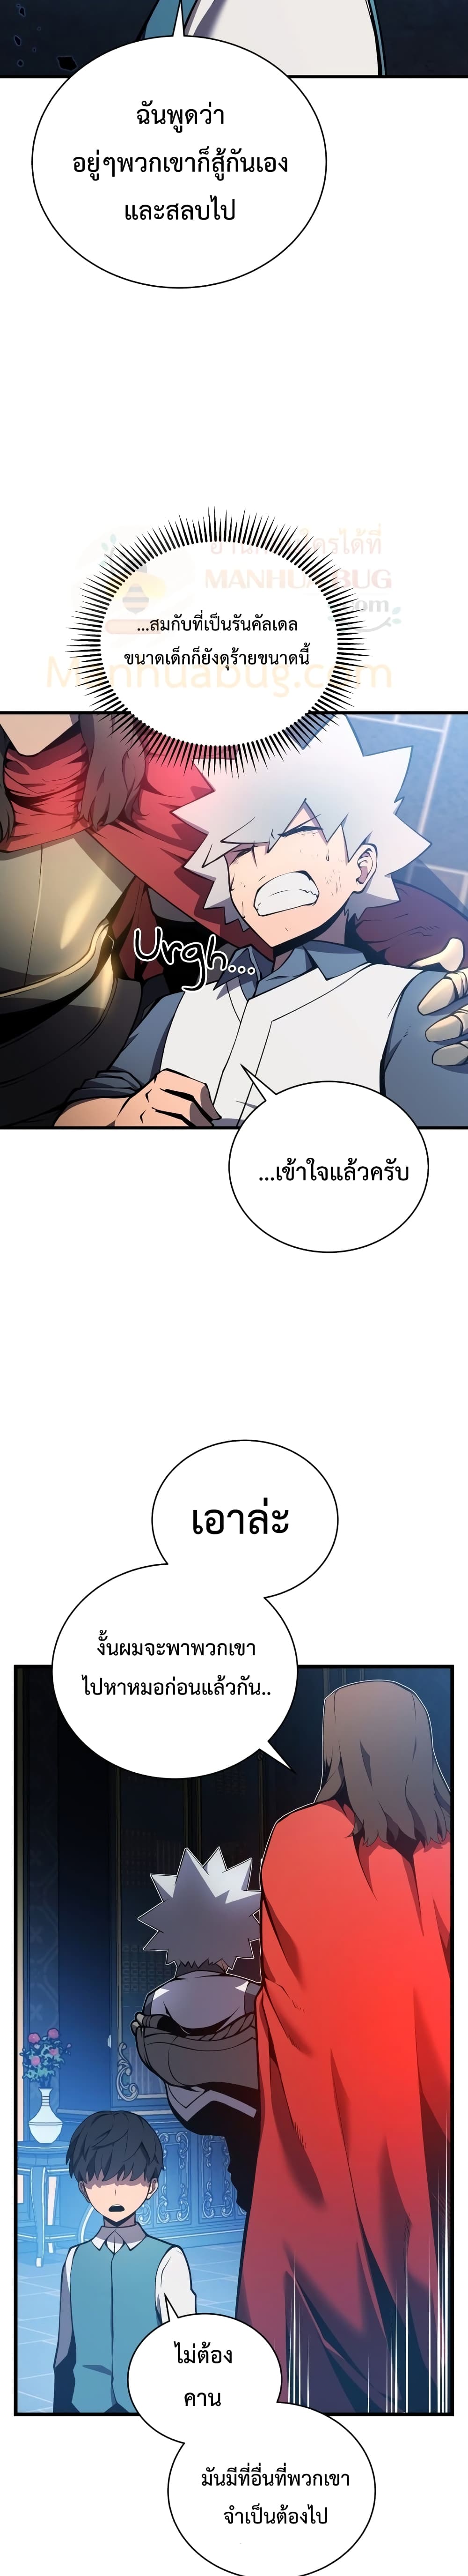 ฉันพูดว่า
อยู่ๆพวกเขาก็สู้กันเอง
และสลบไป
MANHUABUG
.com
Manhuabug.com
...สมกับที่เป็นรันคัลเดล
ขนาดเด็กก็ยังดุร้ายขนาดนี้
Urgh...
...เข้าใจแล้วครับ
เอาล่ะ
งั้นผมจะพาพวกเขา
ไปหาหมอก่อนแล้วกัน..
ไม่ต้อง
คาน
มันมีที่อื่นที่พวกเขา
จำเป็นต้องไป